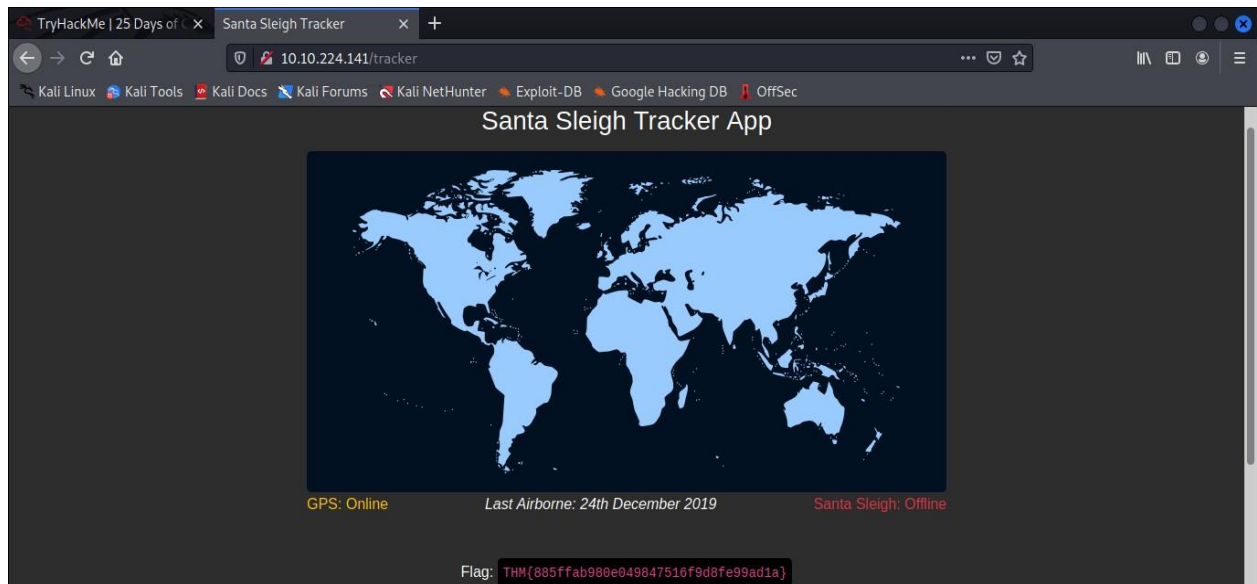 TryHackMe | 25 Days of C
Santa Sleigh Tracker
10.10.224.141/tracker
Kali Linux Kali Tools Kali Docs Kali Forums Kali NetHunter Exploit-DB Google Hacking DB OffSec
Santa Sleigh Tracker App
GPS: Online Last Airborne: 24th December 2019 Santa Sleigh: Offline
Flag: THM{885ffab980e049847516f9d8fe99ad1a}